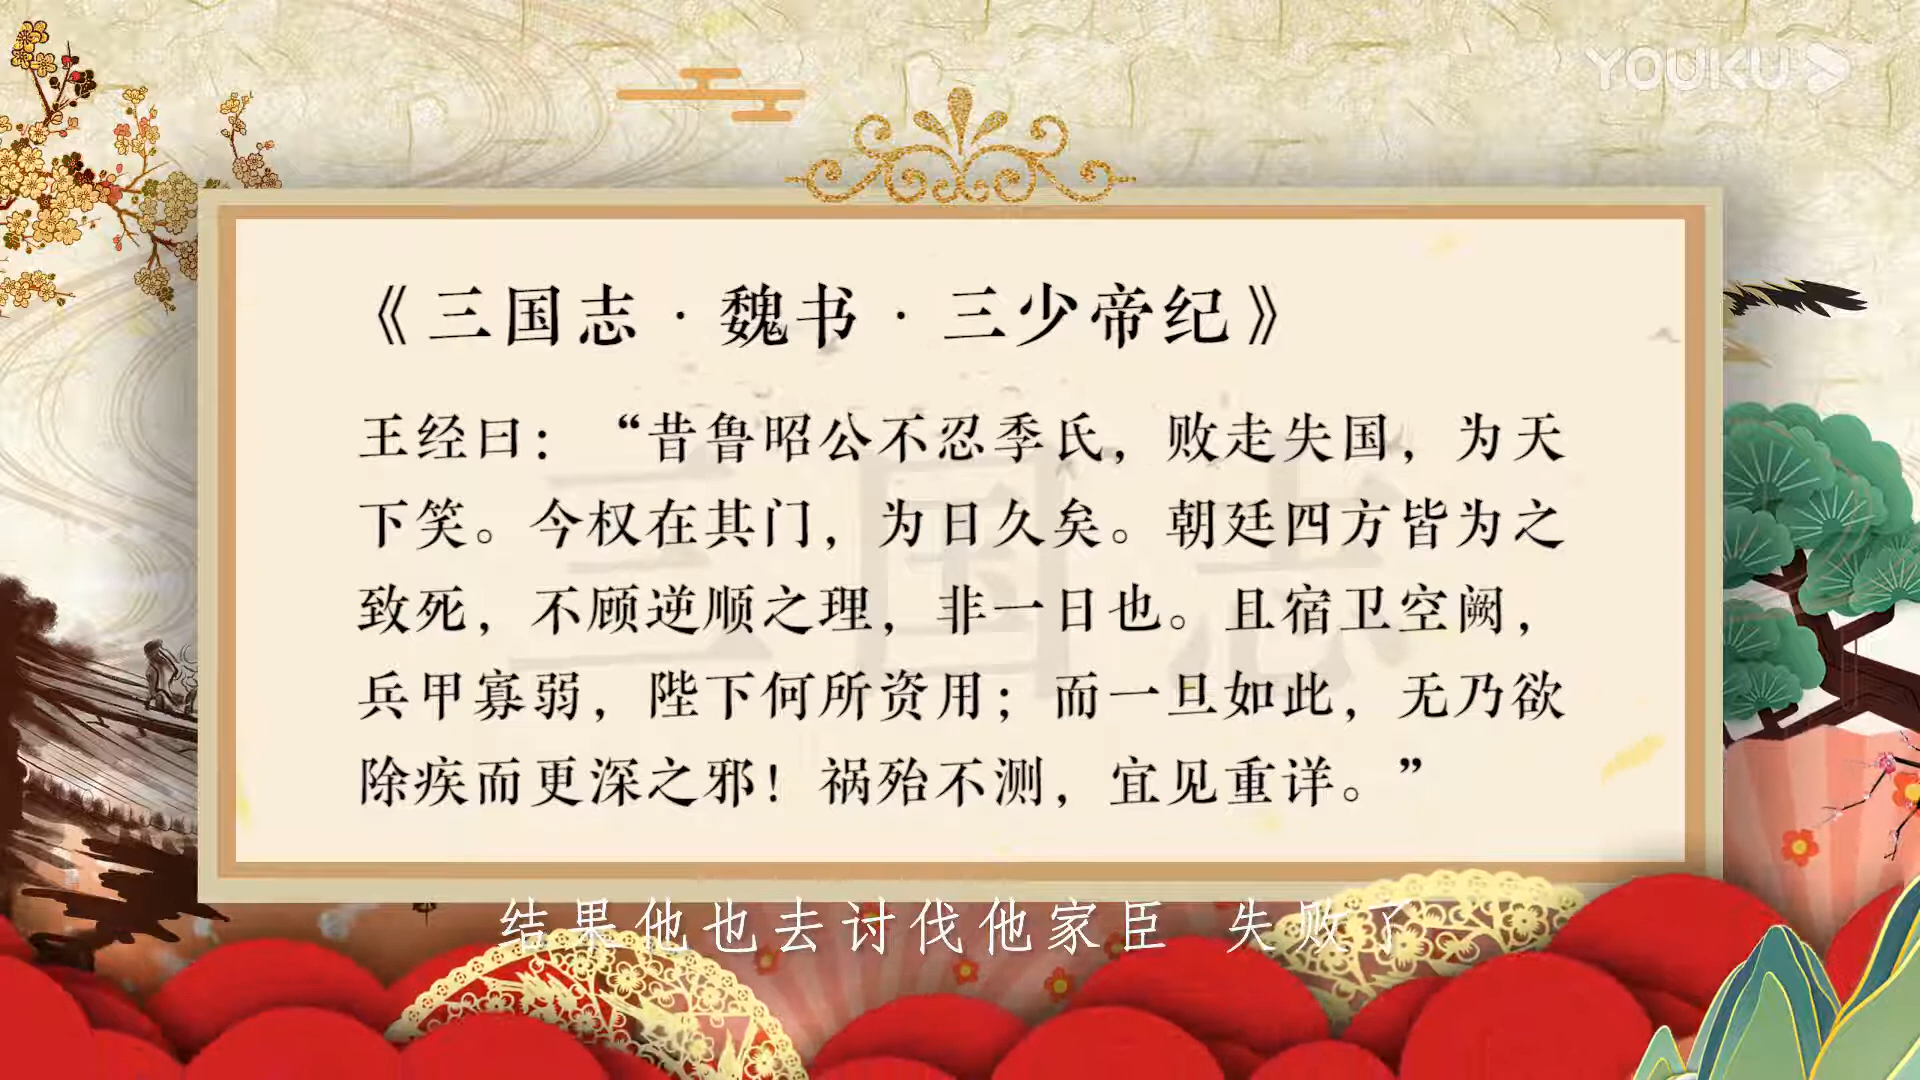 YOUKU
《三国志·魏书·三少帝纪》
王经曰：“昔鲁昭公不忍季氏，败走失国，为天
下笑。今权在其门，为日久矣。朝廷四方皆为之
致死，不顾逆顺之理，非一日也。且宿卫空阙，
兵甲寡弱，陛下何所资用；而一旦如此，无乃欲
除疾而更深之邪！祸殆不测，宜见重详。”
三国志
结果他也去讨伐他家臣 失败了